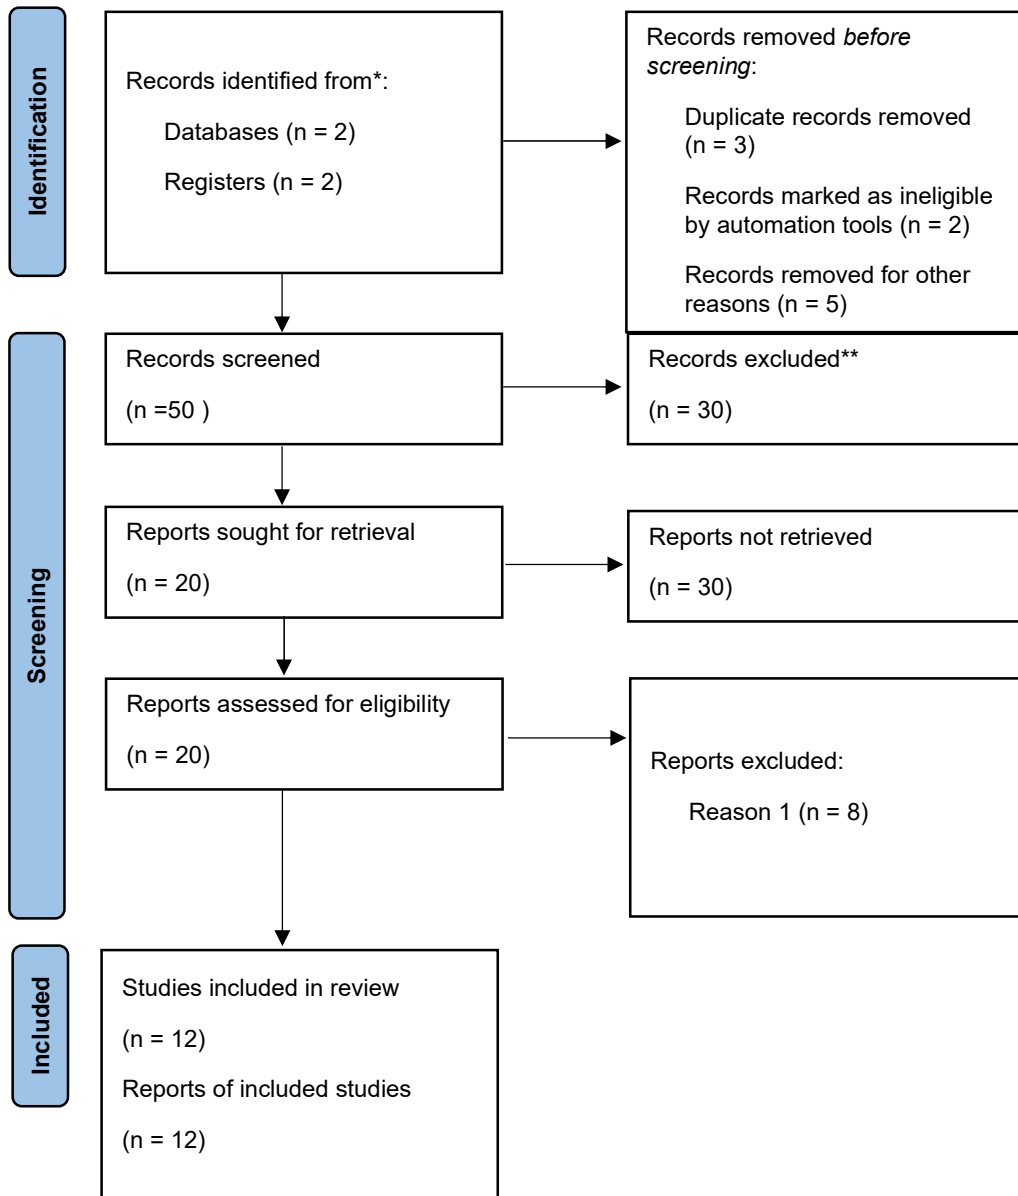 Identification
Records identified from*:
Databases (n = 2)
Registers (n = 2)
Records removed before
screening:
Duplicate records removed
(n = 3)
Records marked as ineligible
by automation tools (n = 2)
Records removed for other
reasons (n = 5)
Screening
Records screened
(n =50 )
Records excluded**
(n = 30)
Reports sought for retrieval
(n = 20)
Reports not retrieved
(n = 30)
Reports assessed for eligibility
(n = 20)
Reports excluded:
Reason 1 (n = 8)
Included
Studies included in review
(n = 12)
Reports of included studies
(n = 12)